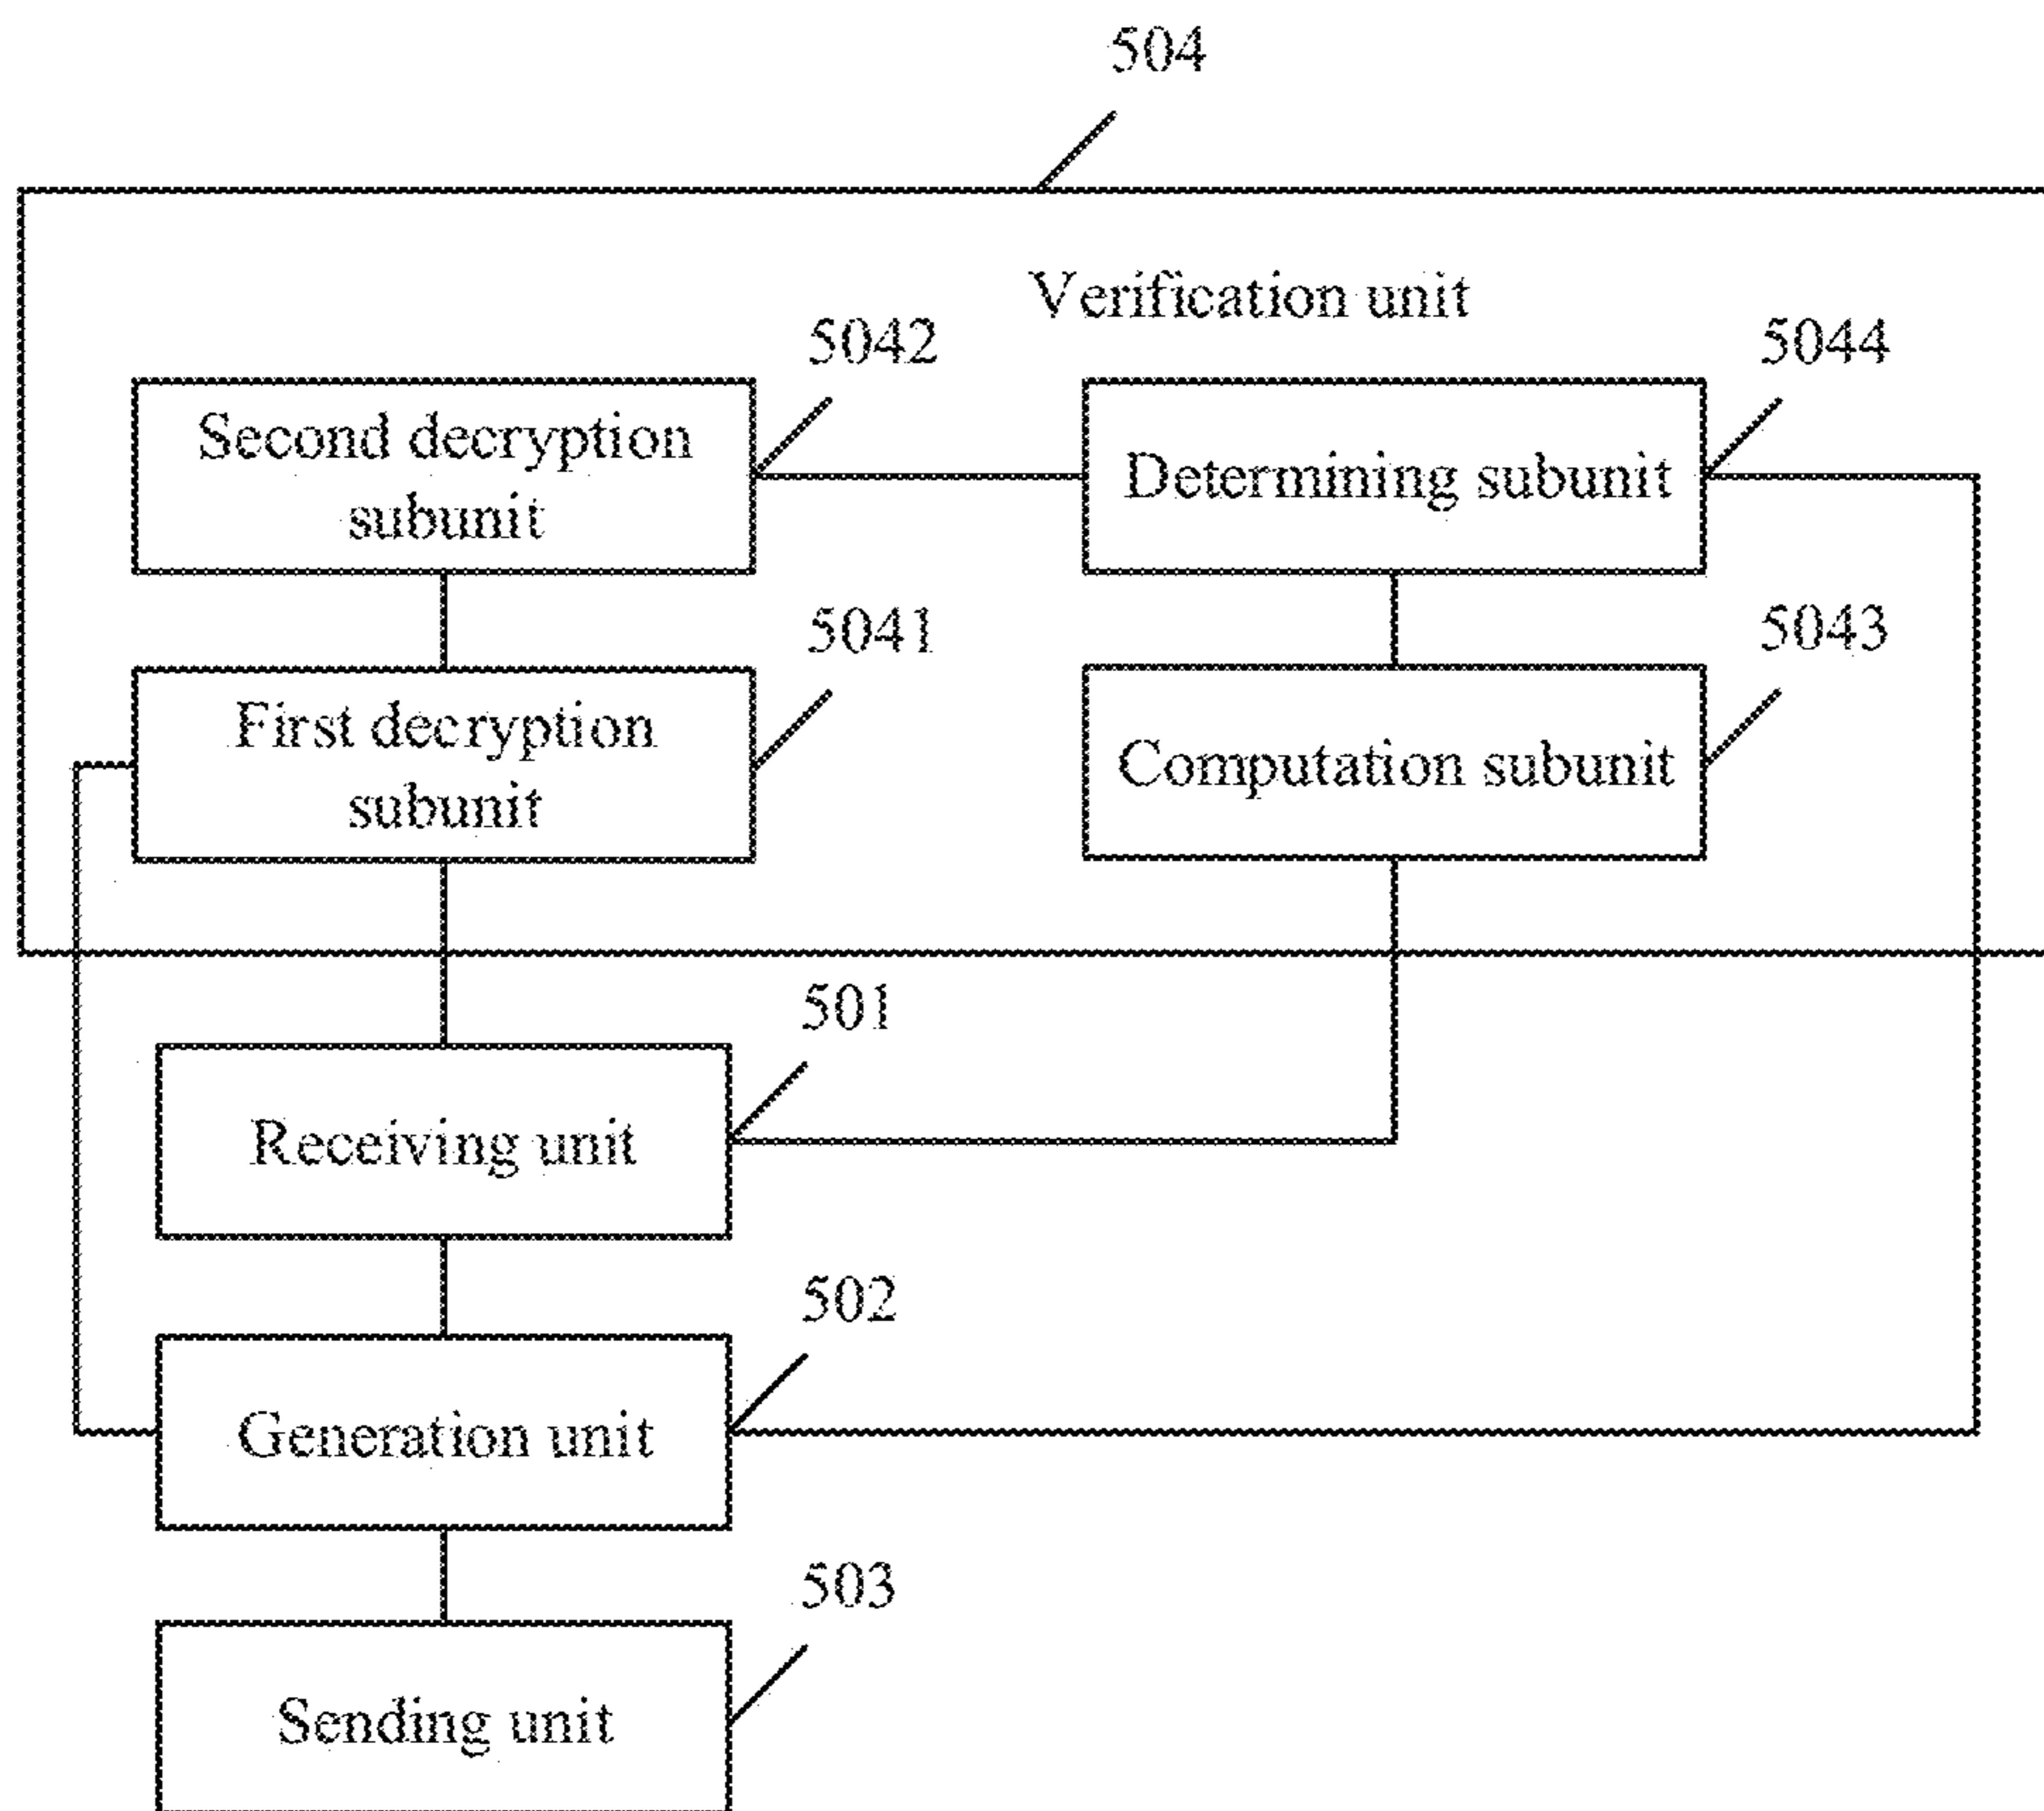 504
Verification unit
5042
5044
Second decryption
subunit
Determining subunit
5041
5043
First decryption
subunit
Computation subunit
501
Receiving unit
502
Generation unit
503
Sending unit